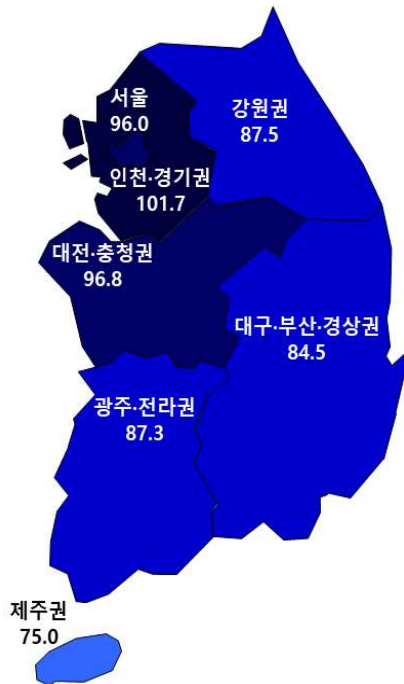 서울
96.0
강원권
87.5
인천·경기권
101.7
대전·충청권
96.8
대구·부산·경상권
84.5
광주·전라권
87.3
제주권
75.0